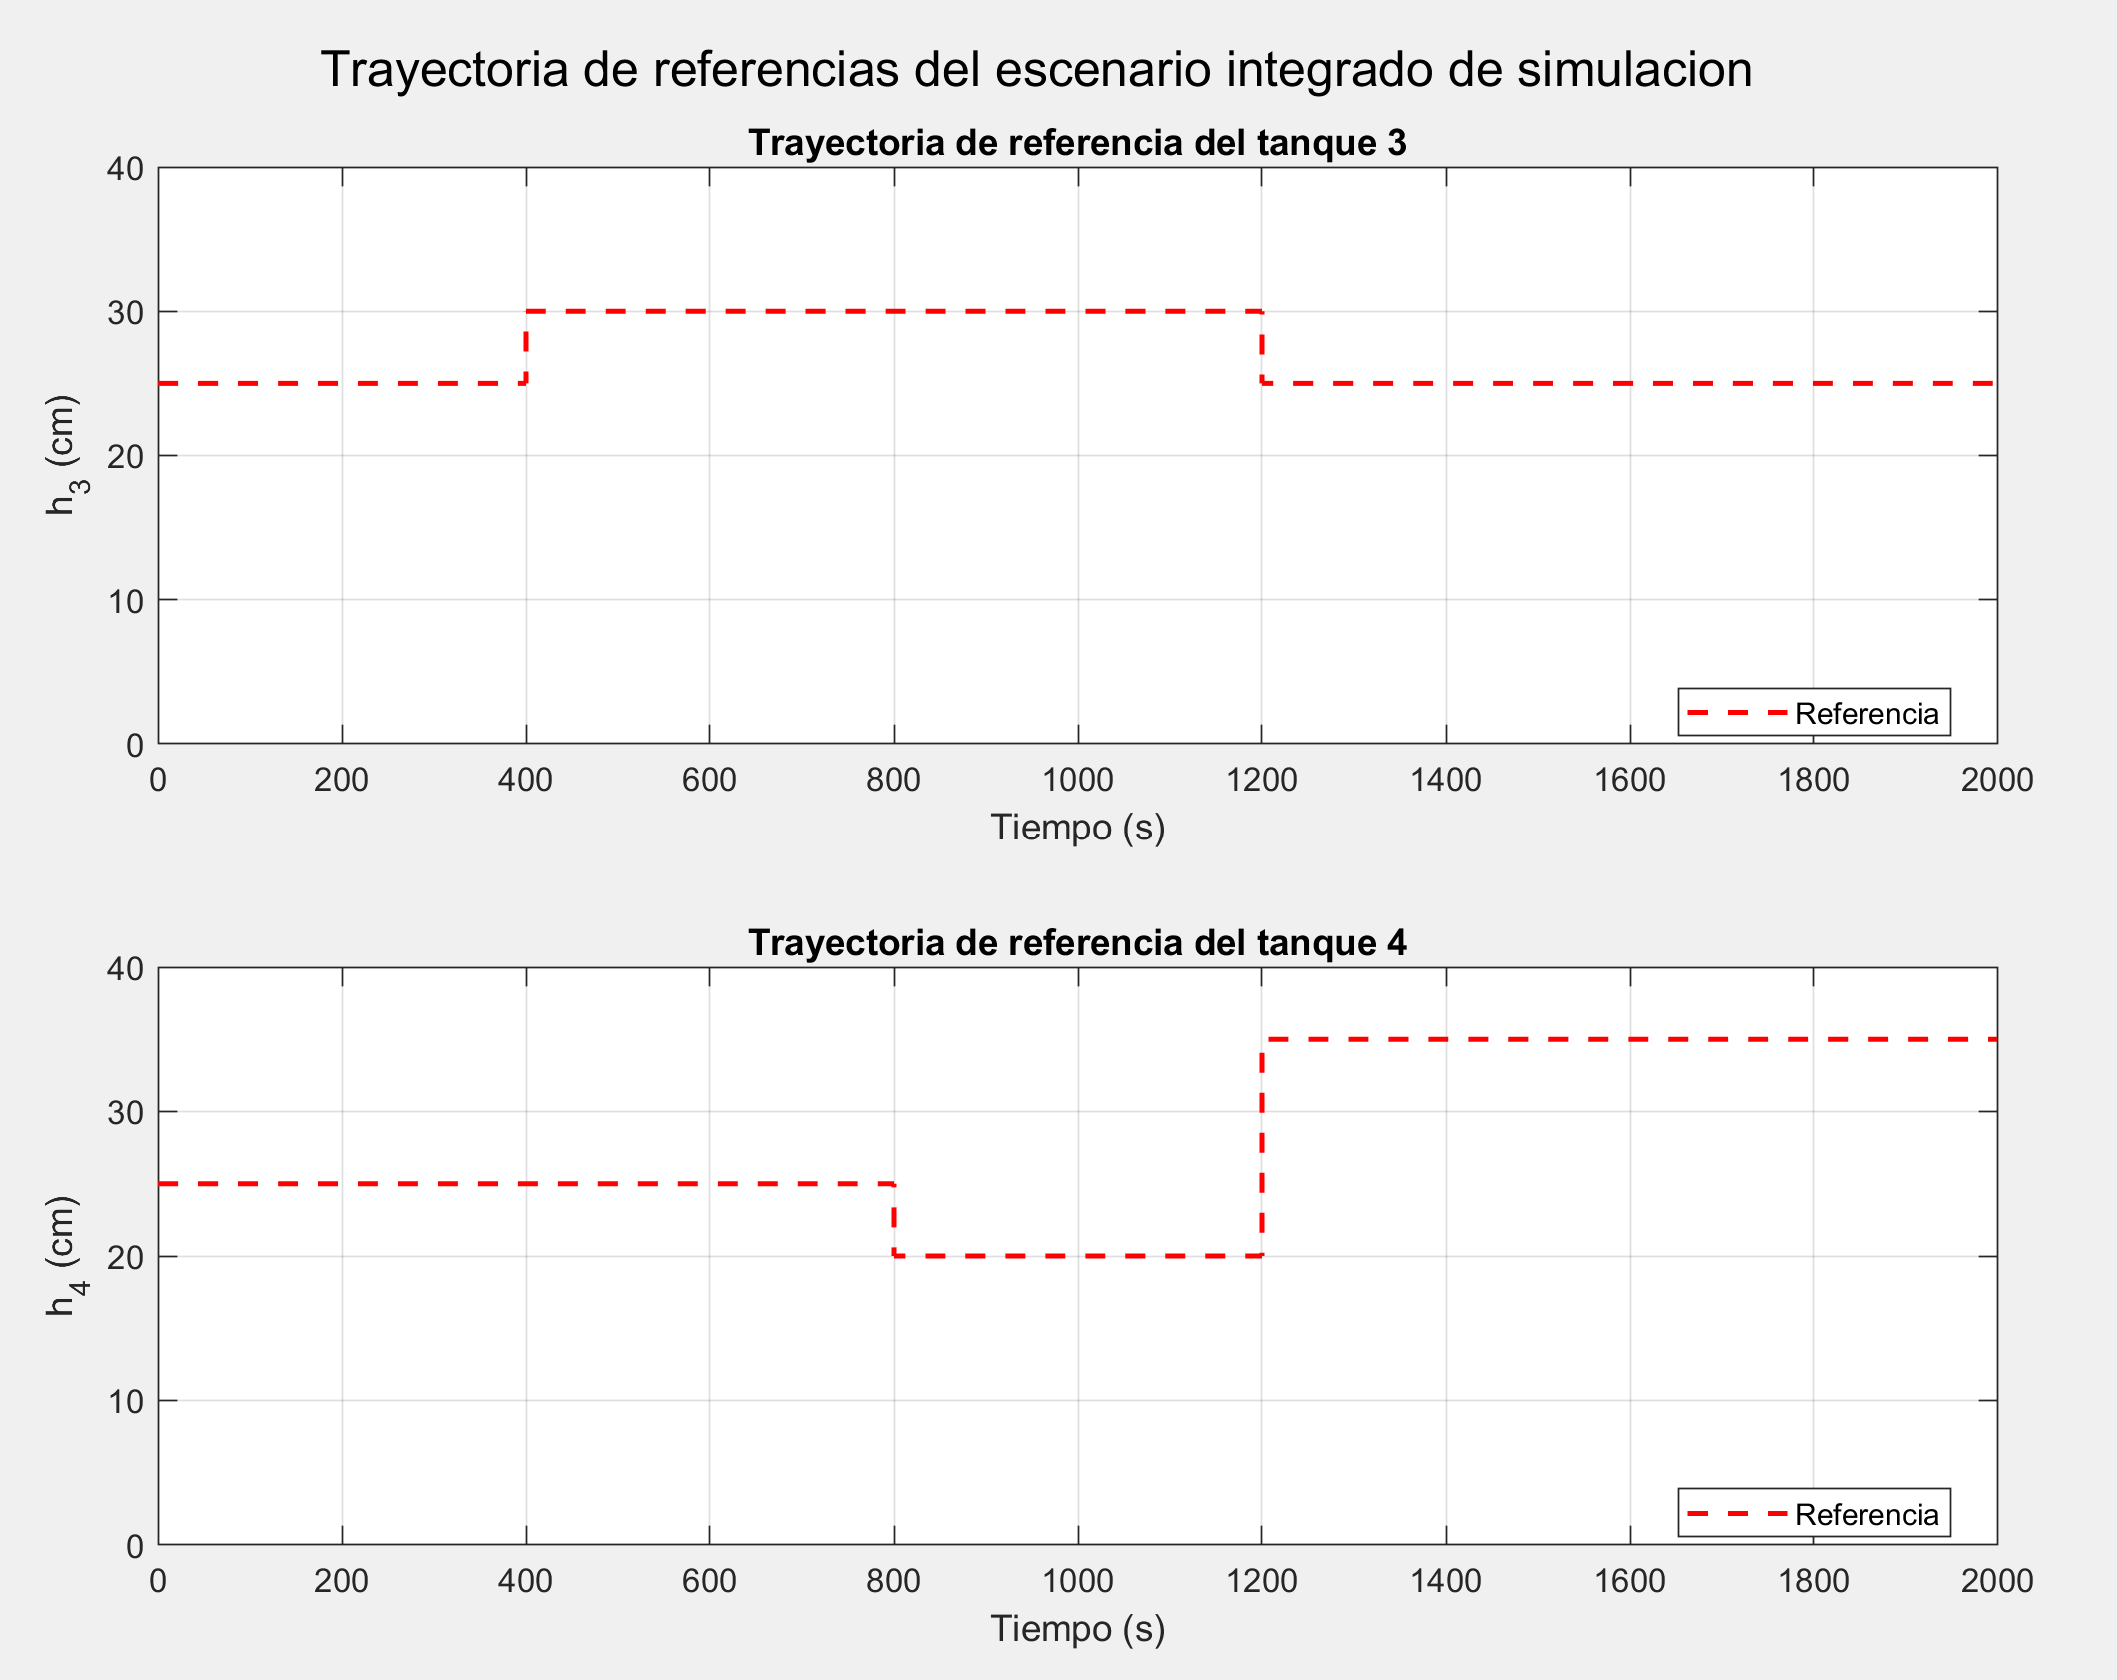 Trayectoria de referencias del escenario integrado de simulacion
Trayectoria de referencia del tanque 3
40
30
20
10
0
h3 (cm)
Referencia
0 200 400 600 800 1000 1200 1400 1600 1800 2000
Tiempo (s)
Trayectoria de referencia del tanque 4
40
30
20
10
0
h4 (cm)
Referencia
0 200 400 600 800 1000 1200 1400 1600 1800 2000
Tiempo (s)